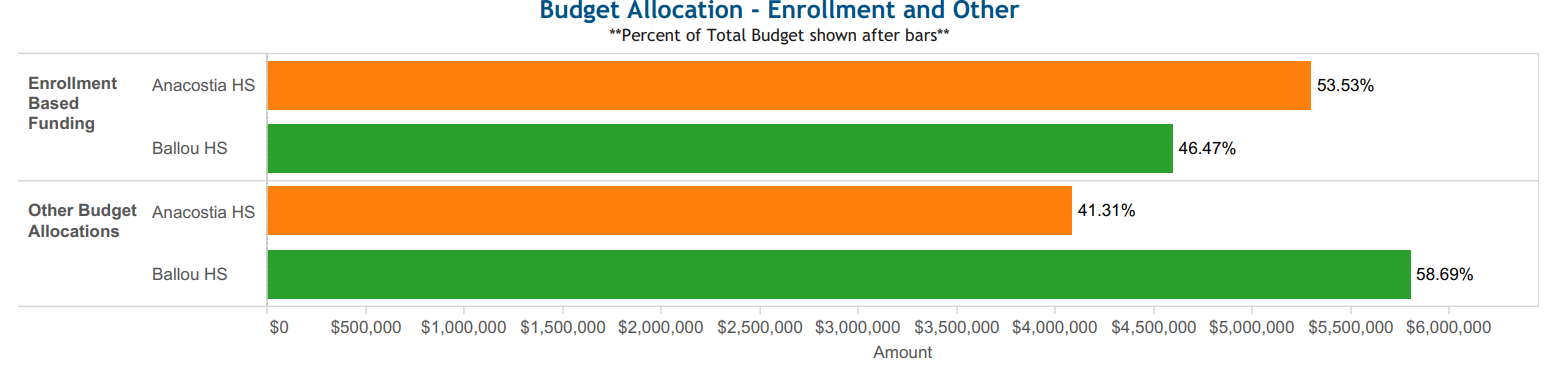 Budget Allocation - Enrollment and Other
**Percent of Total Budget shown after bars**
Enrollment
Based
Funding
Anacostia HS
53.53%
Ballou HS
46.47%
Other Budget
Allocations
Anacostia HS
41.31%
Ballou HS
58.69%
$0 $500,000 $1,000,000 $1,500,000 $2,000,000 $2,500,000 $3,000,000 $3,500,000 $4,000,000 $4,500,000 $5,000,000 $5,500,000 $6,000,000
Amount